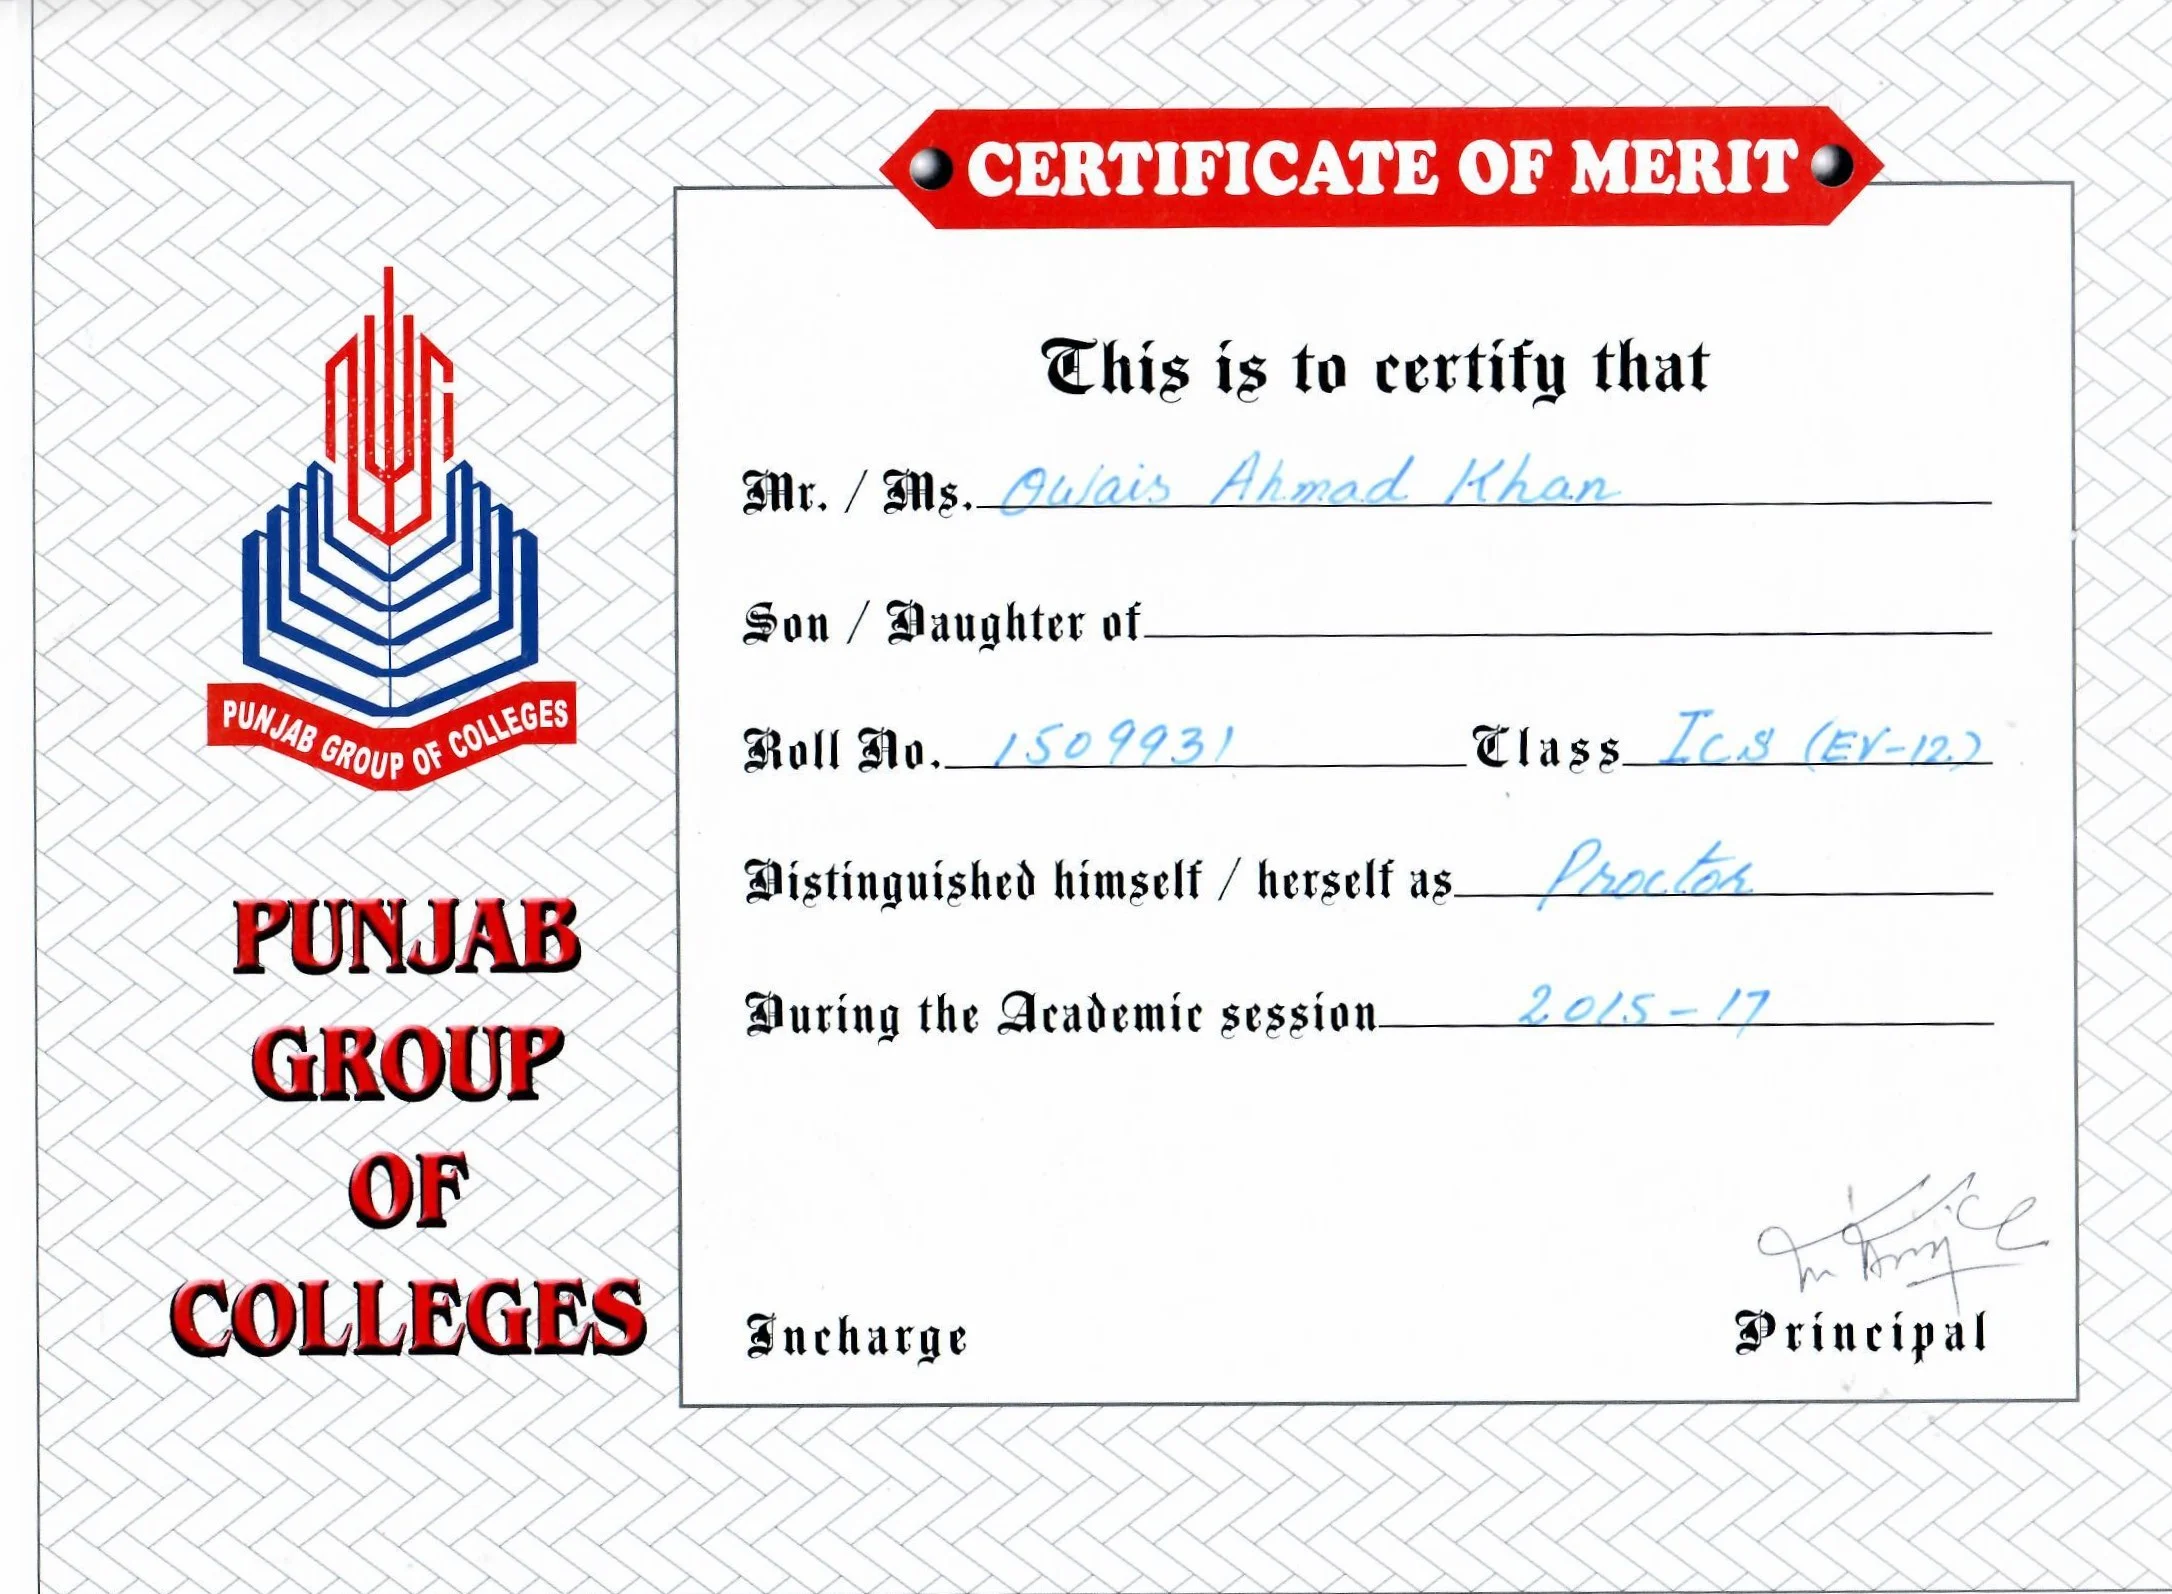 CERTIFICATE OF MERIT
This is to certify that
Mr. / Ms. Owais Ahmad Khan
Son / Daughter of
Roll No. 1509931 Class ICS (EV-12)
Distinguished himself / herself as Proctor
During the Academic session 2015-17
Incharge
Principal
PUNJAB GROUP OF COLLEGES
PUNJAB
GROUP
OF
COLLEGES